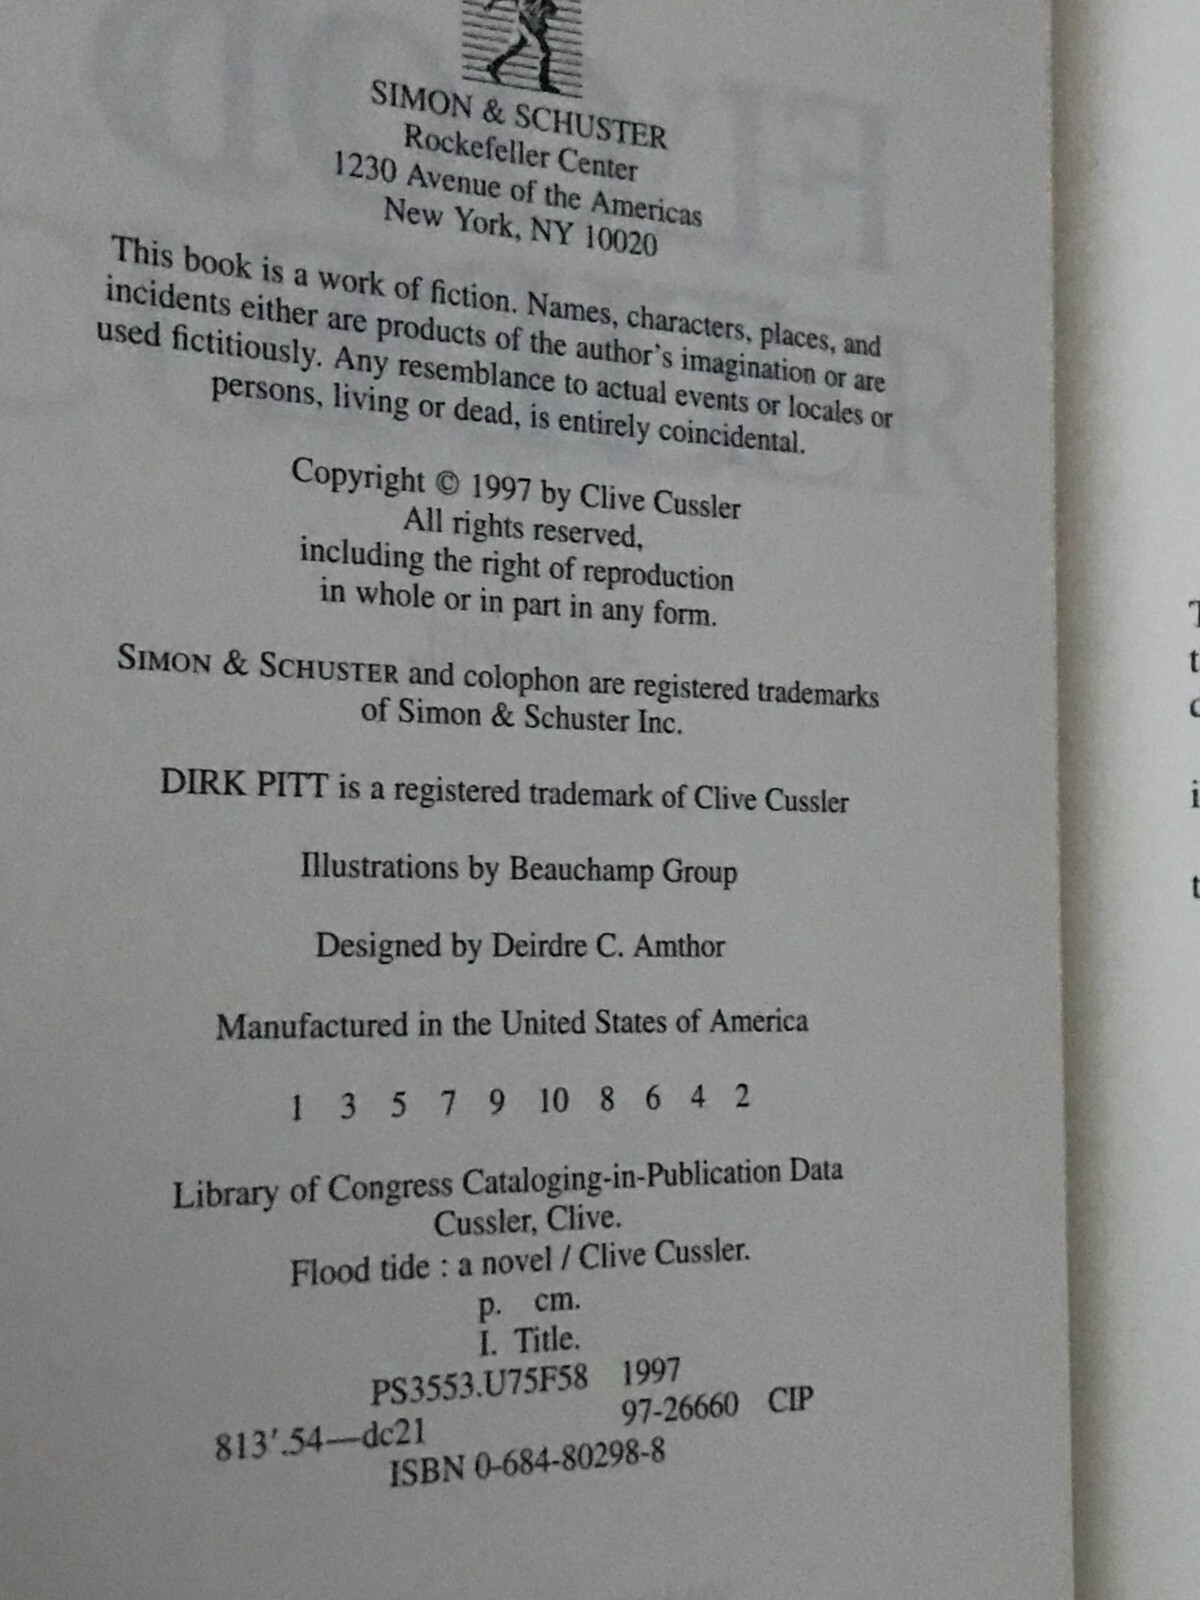 SIMON & SCHUSTER
Rockefeller Center
1230 Avenue of the Americas
New York, NY 10020
This book is a work of fiction. Names, characters, places, and
incidents either are products of the author's imagination or are
used fictitiously. Any resemblance to actual events or locales or
persons, living or dead, is entirely coincidental.
Copyright © 1997 by Clive Cussler
All rights reserved,
including the right of reproduction
in whole or in part in any form.
SIMON & SCHUSTER and colophon are registered trademarks
of Simon & Schuster Inc.
DIRK PITT is a registered trademark of Clive Cussler
Illustrations by Beauchamp Group
Designed by Deirdre C. Amthor
Manufactured in the United States of America
1 3 5 7 9 10 8 6 4 2
Library of Congress Cataloging-in-Publication Data
Cussler, Clive.
Flood tide : a novel / Clive Cussler.
p. cm.
I. Title.
PS3553.U75F58 1997
813'.54—dc21 97-26660 CIP
ISBN 0-684-80298-8